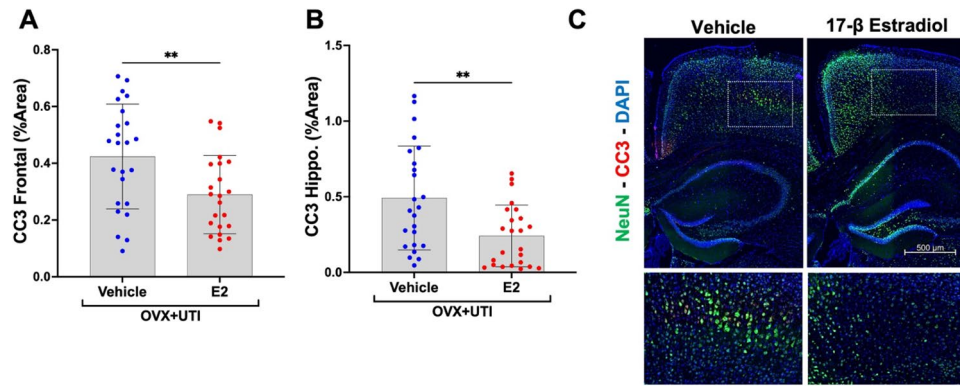 A
B
C
**
CC3 Frontal (%Area)
0.8
0.6
0.4
0.2
0.0
Vehicle
E2
OVX+UTI
**
CC3 Hippo. (%Area)
1.5
1.0
0.5
0.0
Vehicle
E2
OVX+UTI
Vehicle
17-β Estradiol
NeuN - CC3 - DAPI
500 µm